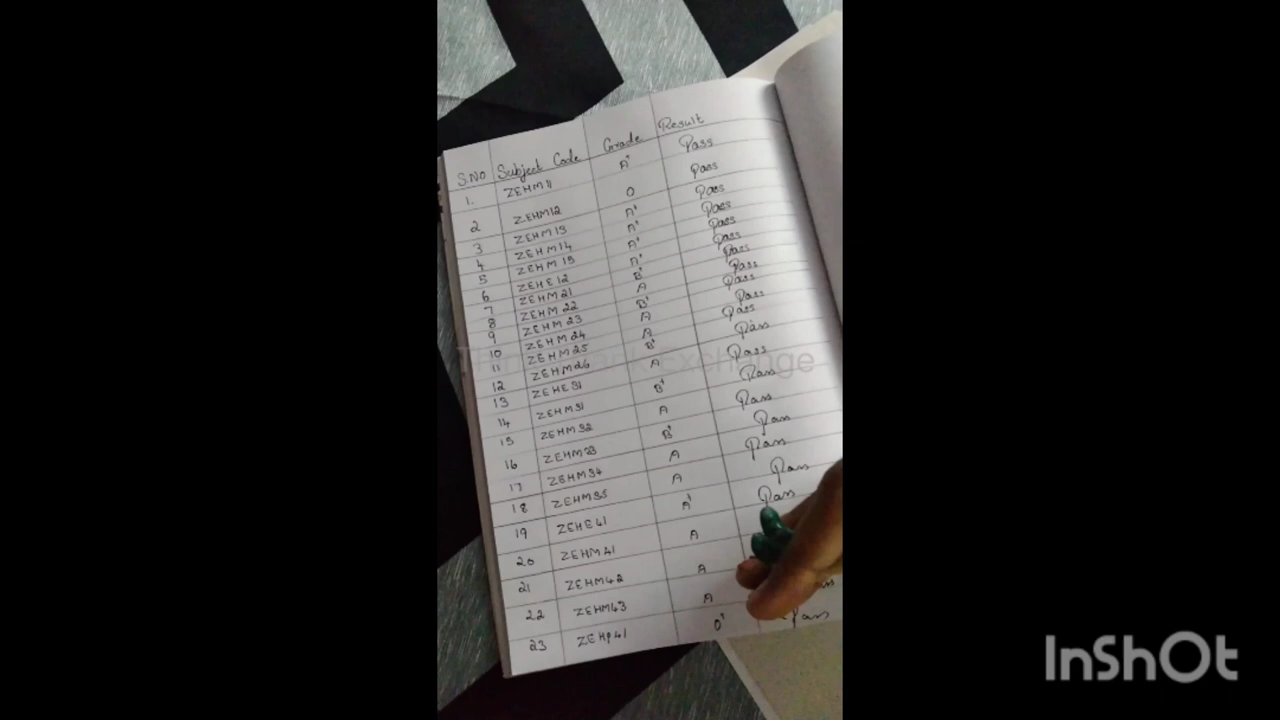 S.NO Subject Code Grade Result
1. ZEHM11 A+ Pass
2 ZEHM12 O Pass
3 ZEHM13 A+ Pass
4 ZEHM14 A+ Pass
5 ZEHM15 A+ Pass
6 ZEHE12 A+ Pass
7 ZEHM21 B+ Pass
8 ZEHM22 A Pass
9 ZEHM23 B+ Pass
10 ZEHM24 A Pass
11 ZEHM25 A Pass
12 ZEHM26 B+ Pass
13 ZEHE31 A Pass
14 ZEHM31 B+ Pass
15 ZEHM32 A Pass
16 ZEHM33 B+ Pass
17 ZEHM34 A Pass
18 ZEHM35 A Pass
19 ZEHE41 A+ Pass
20 ZEHM41 A
21 ZEHM42 A
22 ZEHM43 A
23 ZEHP41 O+ Pass
Exchange
InShOt